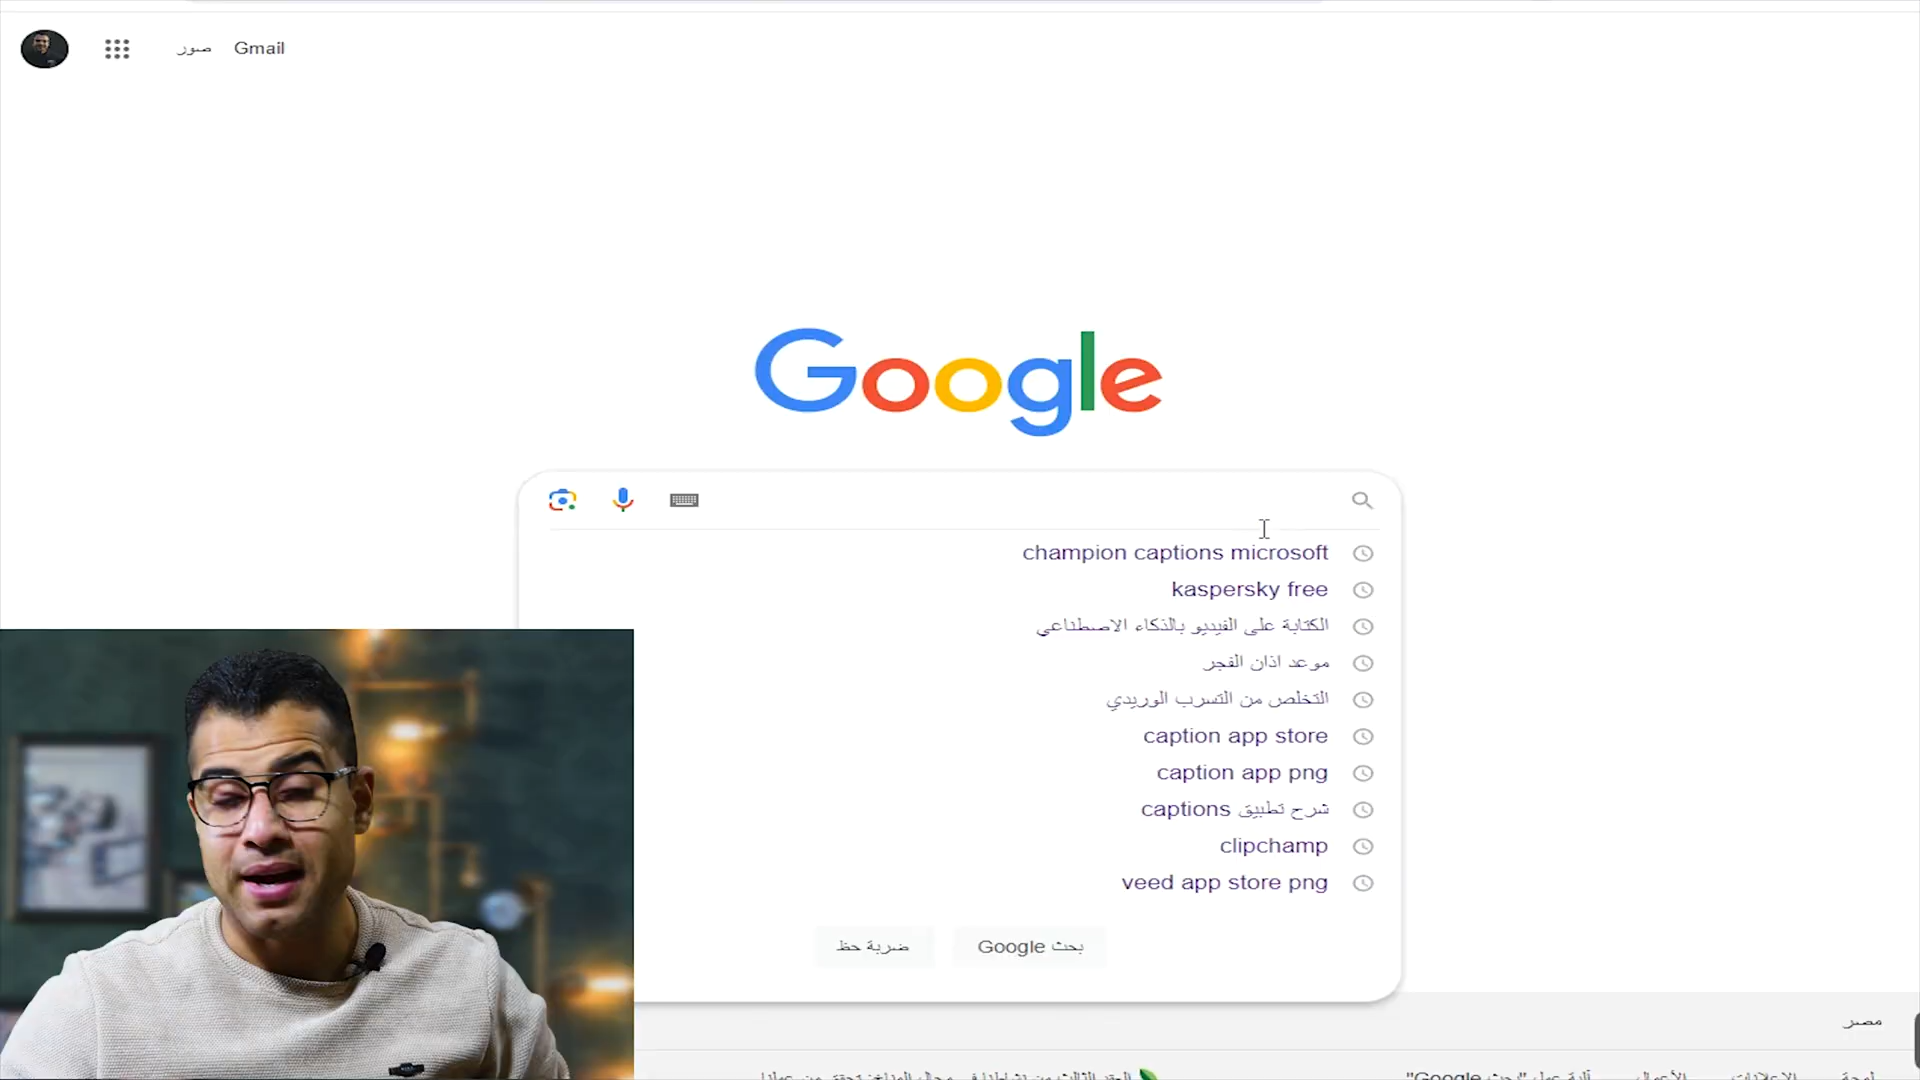 Gmail صور
Google
champion captions microsoft
kaspersky free
الكتابة على الفيديو بالذكاء الاصطناعي
موعد اذان الفجر
التخلص من التسرب الوريدي
caption app store
caption app png
شرح تطبيق captions
clipchamp
veed app store png
بحث Google
ضربة حظ
مصر